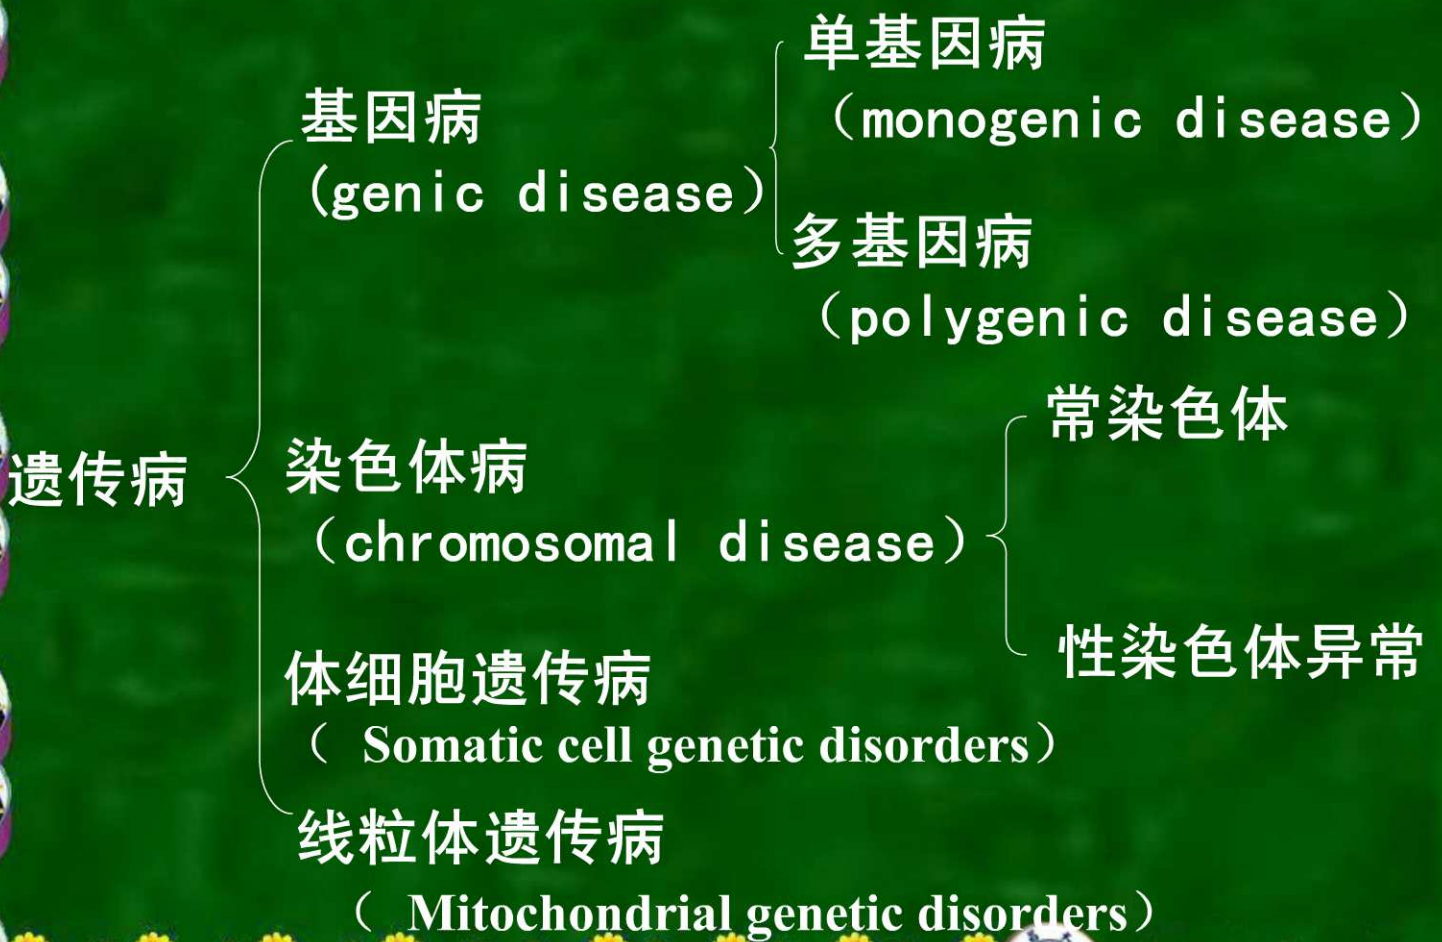 单基因病
基因病
（monogenic disease）
(genic disease）
多基因病
（polygenic disease）
常染色体
遗传病
染色体病
（chromosomal disease）
性染色体异常
体细胞遗传病
（ Somatic cell genetic disorders）
线粒体遗传病
（ Mitochondrial genetic disorders）